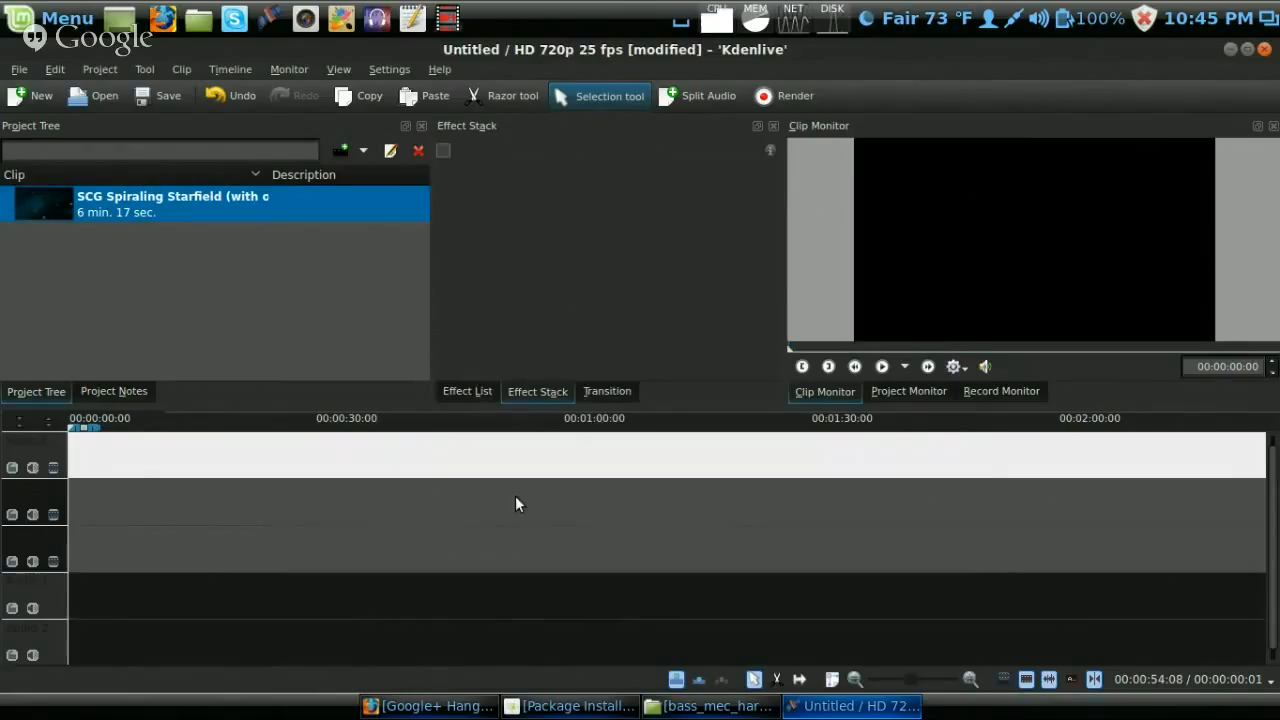 Menu
CPU MEM NET DISK
Fair 73 °F
100%
10:45 PM
Google
Untitled / HD 720p 25 fps [modified] – 'Kdenlive'
File Edit Project Tool Clip Timeline Monitor View Settings Help
New Open Save Undo Redo Copy Paste Razor tool Selection tool Split Audio Render
Project Tree
Effect Stack
Clip Monitor
Clip Description
SCG Spiraling Starfield (with o
6 min. 17 sec.
00:00:00:00
Project Tree Project Notes
Effect List Effect Stack Transition
Clip Monitor Project Monitor Record Monitor
00:00:00:00 00:00:30:00 00:01:00:00 00:01:30:00 00:02:00:00
Audio 2
00:00:54:08 / 00:00:00:01
[Google+ Hang... [Package Install... [bass_mec_har... Untitled / HD 72...